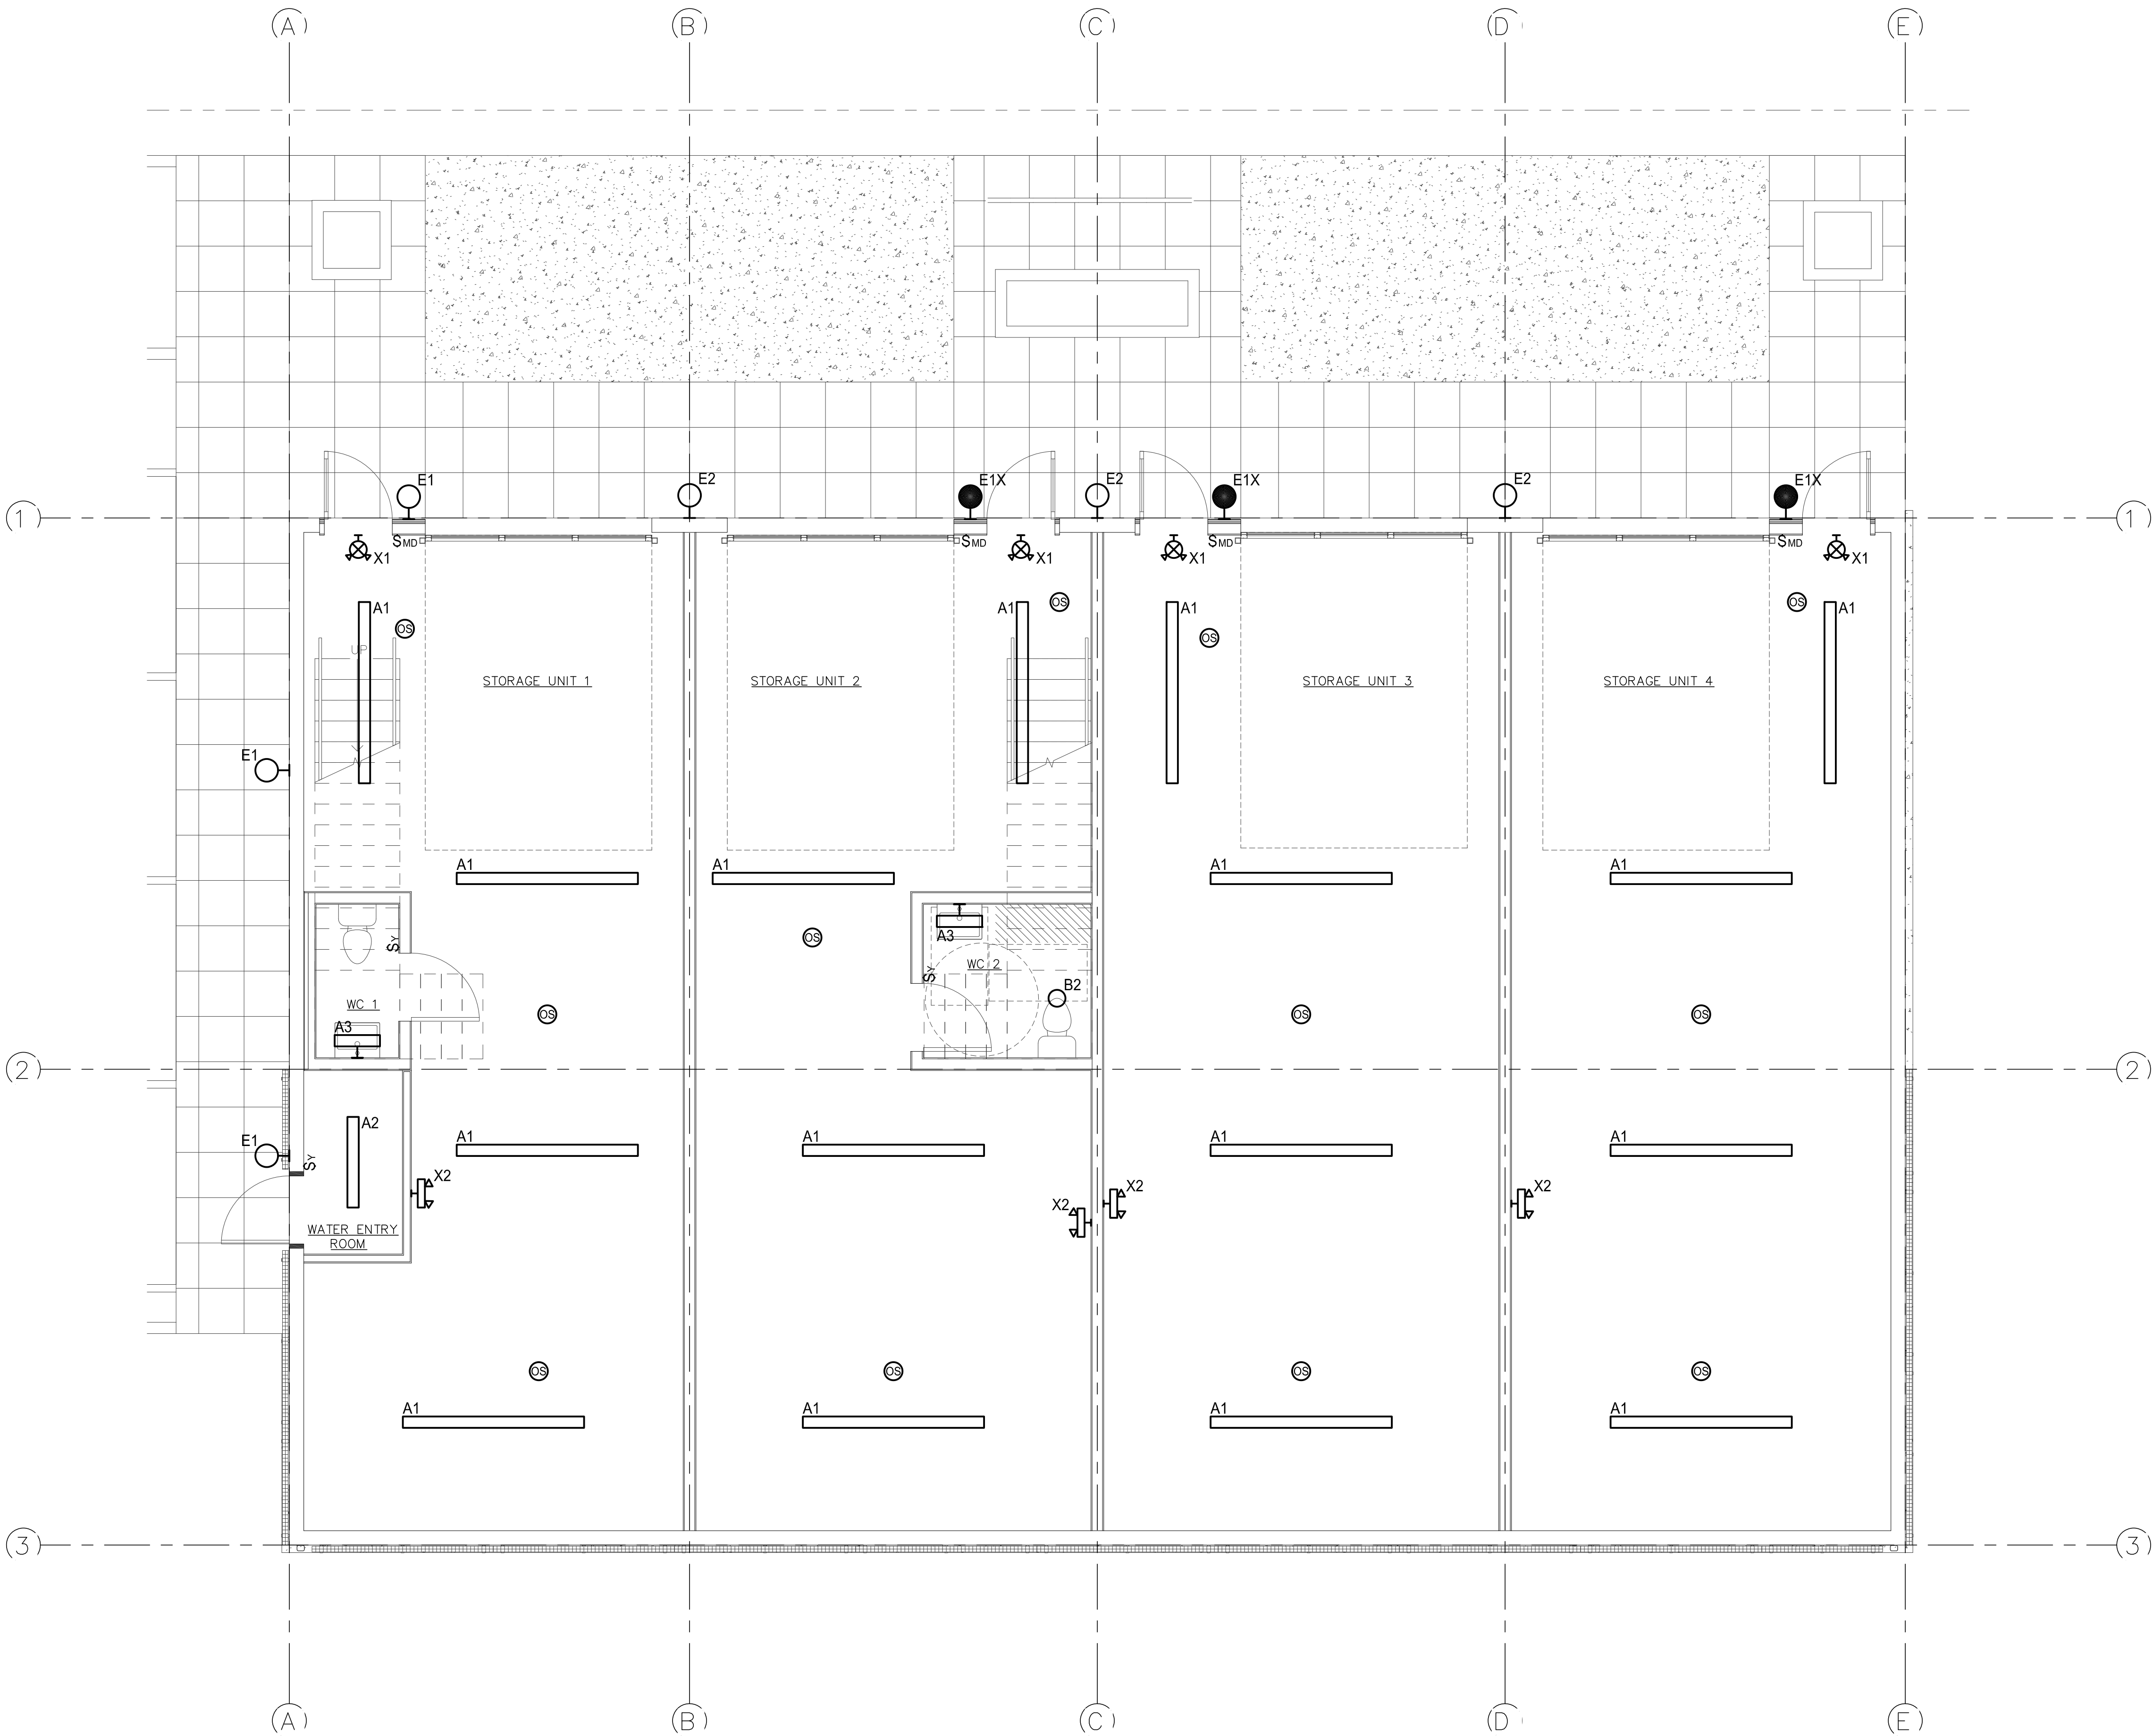 A B C D E
E1 E2 E1X E2 E1X E2 E1X
1 1
SMD SMD SMD SMD
X1 X1 X1 X1
A1 A1 A1 A1
OS OS OS OS
UP
STORAGE UNIT 1 STORAGE UNIT 2 STORAGE UNIT 3 STORAGE UNIT 4
E1
A1 A1 A1 A1
A3
SY OS
WC 2
SY
B2
WC 1
OS OS OS
A3
2 2
A2
E1 A1 A1 A1 A1
SY
X2 X2 X2 X2
WATER ENTRY
ROOM
OS OS OS OS
A1 A1 A1 A1
3 3
A B C D E